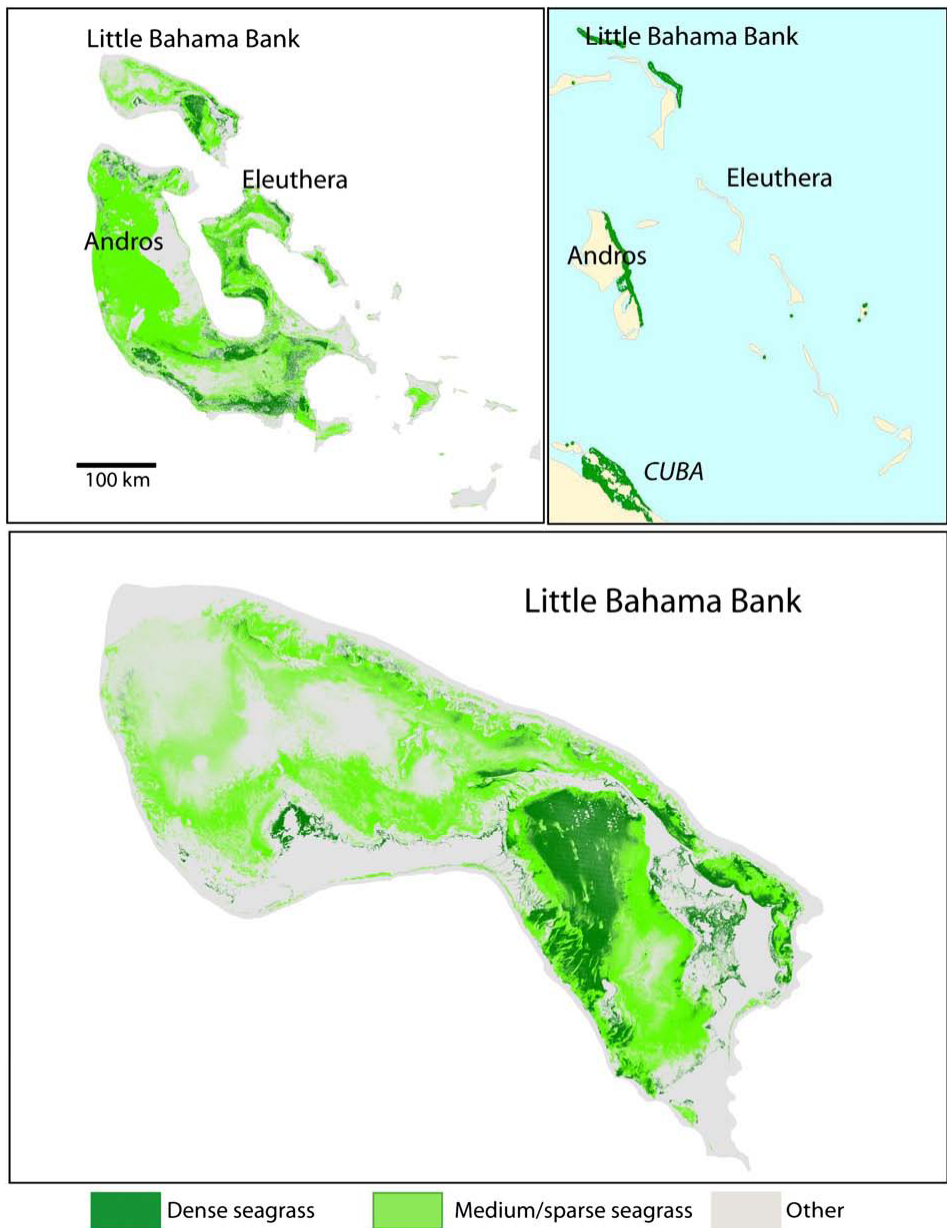 Little Bahama Bank
Eleuthera
Andros
100 km
Little Bahama Bank
Eleuthera
Andros
CUBA
Little Bahama Bank
Dense seagrass
Medium/sparse seagrass
Other